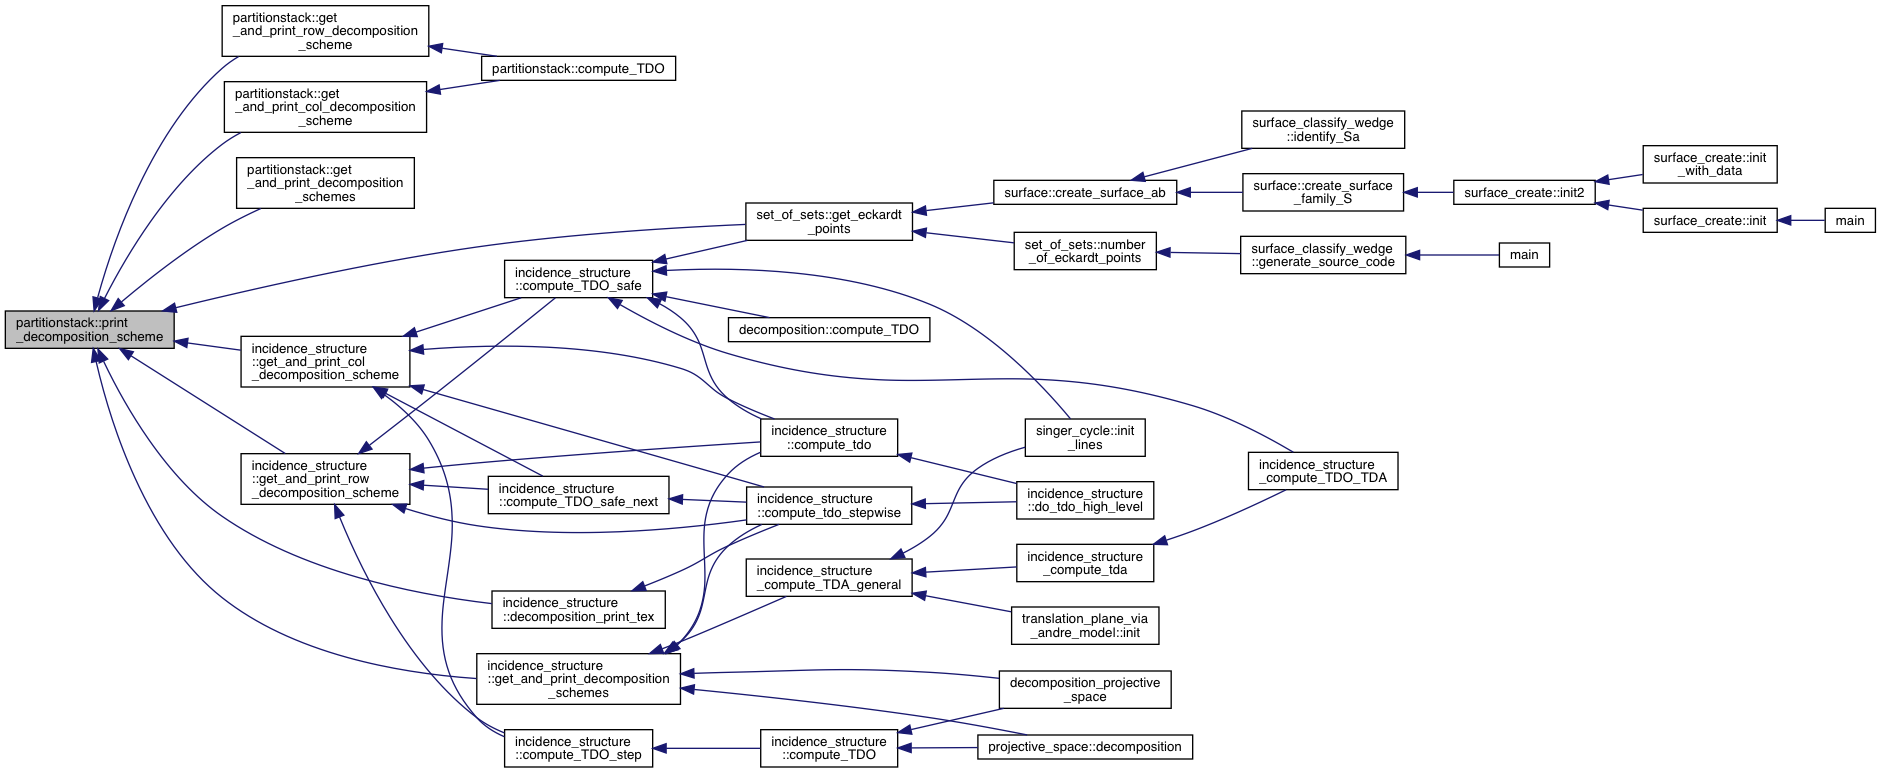 partitionstack::get
_and_print_row_decomposition
_scheme
partitionstack::compute_TDO
partitionstack::get
_and_print_col_decomposition
_scheme
partitionstack::get
_and_print_decomposition
_schemes
surface_classify_wedge
::identify_Sa
surface_create::init
_with_data
surface::create_surface_ab
surface::create_surface
_family_S
surface_create::init2
set_of_sets::get_eckardt
_points
surface_create::init
main
set_of_sets::number
_of_eckardt_points
surface_classify_wedge
::generate_source_code
main
incidence_structure
::compute_TDO_safe
partitionstack::print
_decomposition_scheme
decomposition::compute_TDO
incidence_structure
::get_and_print_col
_decomposition_scheme
incidence_structure
::compute_tdo
singer_cycle::init
_lines
incidence_structure
_compute_TDO_TDA
incidence_structure
::get_and_print_row
_decomposition_scheme
incidence_structure
::compute_TDO_safe_next
incidence_structure
::compute_tdo_stepwise
incidence_structure
::do_tdo_high_level
incidence_structure
_compute_TDA_general
incidence_structure
_compute_tda
incidence_structure
::decomposition_print_tex
translation_plane_via
_andre_model::init
incidence_structure
::get_and_print_decomposition
_schemes
decomposition_projective
_space
incidence_structure
::compute_TDO_step
incidence_structure
::compute_TDO
projective_space::decomposition